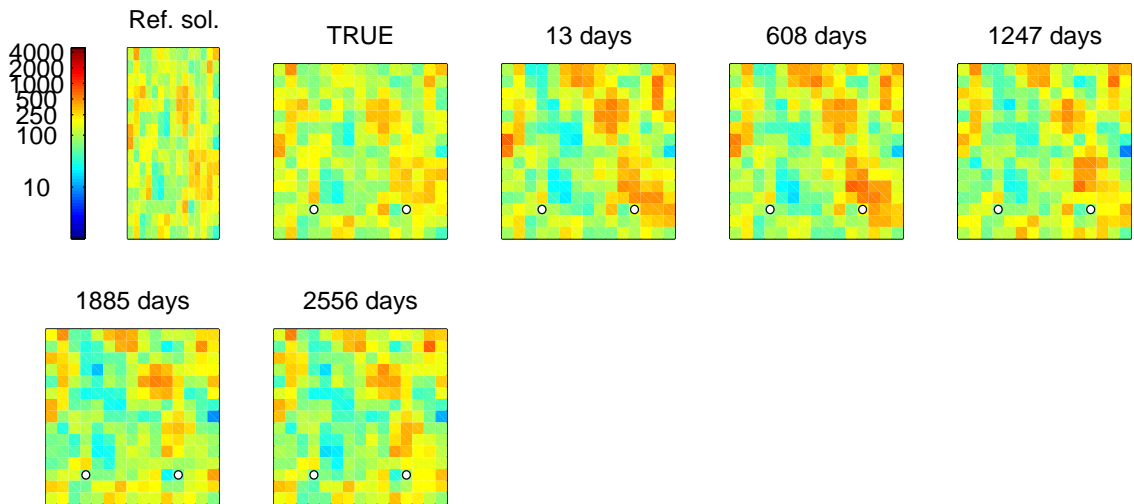 Ref. sol.
TRUE
13 days
608 days
1247 days
4000
2000
1000
500
250
100
10
1885 days
2556 days